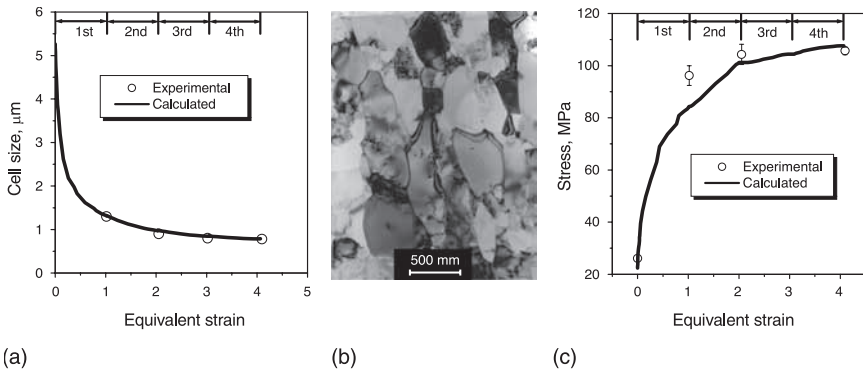 6
5
4
3
2
1
0
Cell size, μm
1st 2nd 3rd 4th
Experimental
Calculated
0 1 2 3 4 5
Equivalent strain
(a)
500 mm
(b)
120
100
80
60
40
20
Stress, MPa
1st 2nd 3rd 4th
Experimental
Calculated
0 1 2 3 4
Equivalent strain
(c)